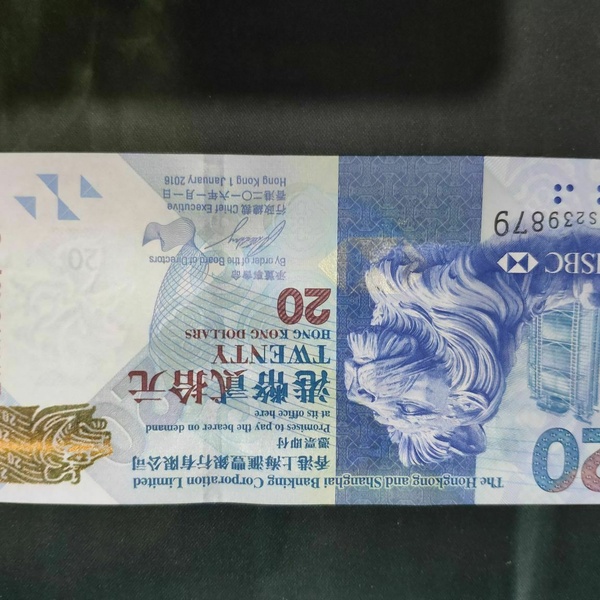 The Hongkong and Shanghai Banking Corporation Limited
香港上海滙豐銀行有限公司
憑票即付
Promises to pay the bearer on demand
at its office here
港幣貳拾元
TWENTY
HONG KONG DOLLARS
20
承董事會命
By order of the Board of Directors
行政總裁 Chief Executive
香港二〇一六年一月一日
Hong Kong 1 January 2016
20
HSBC
S239879
20